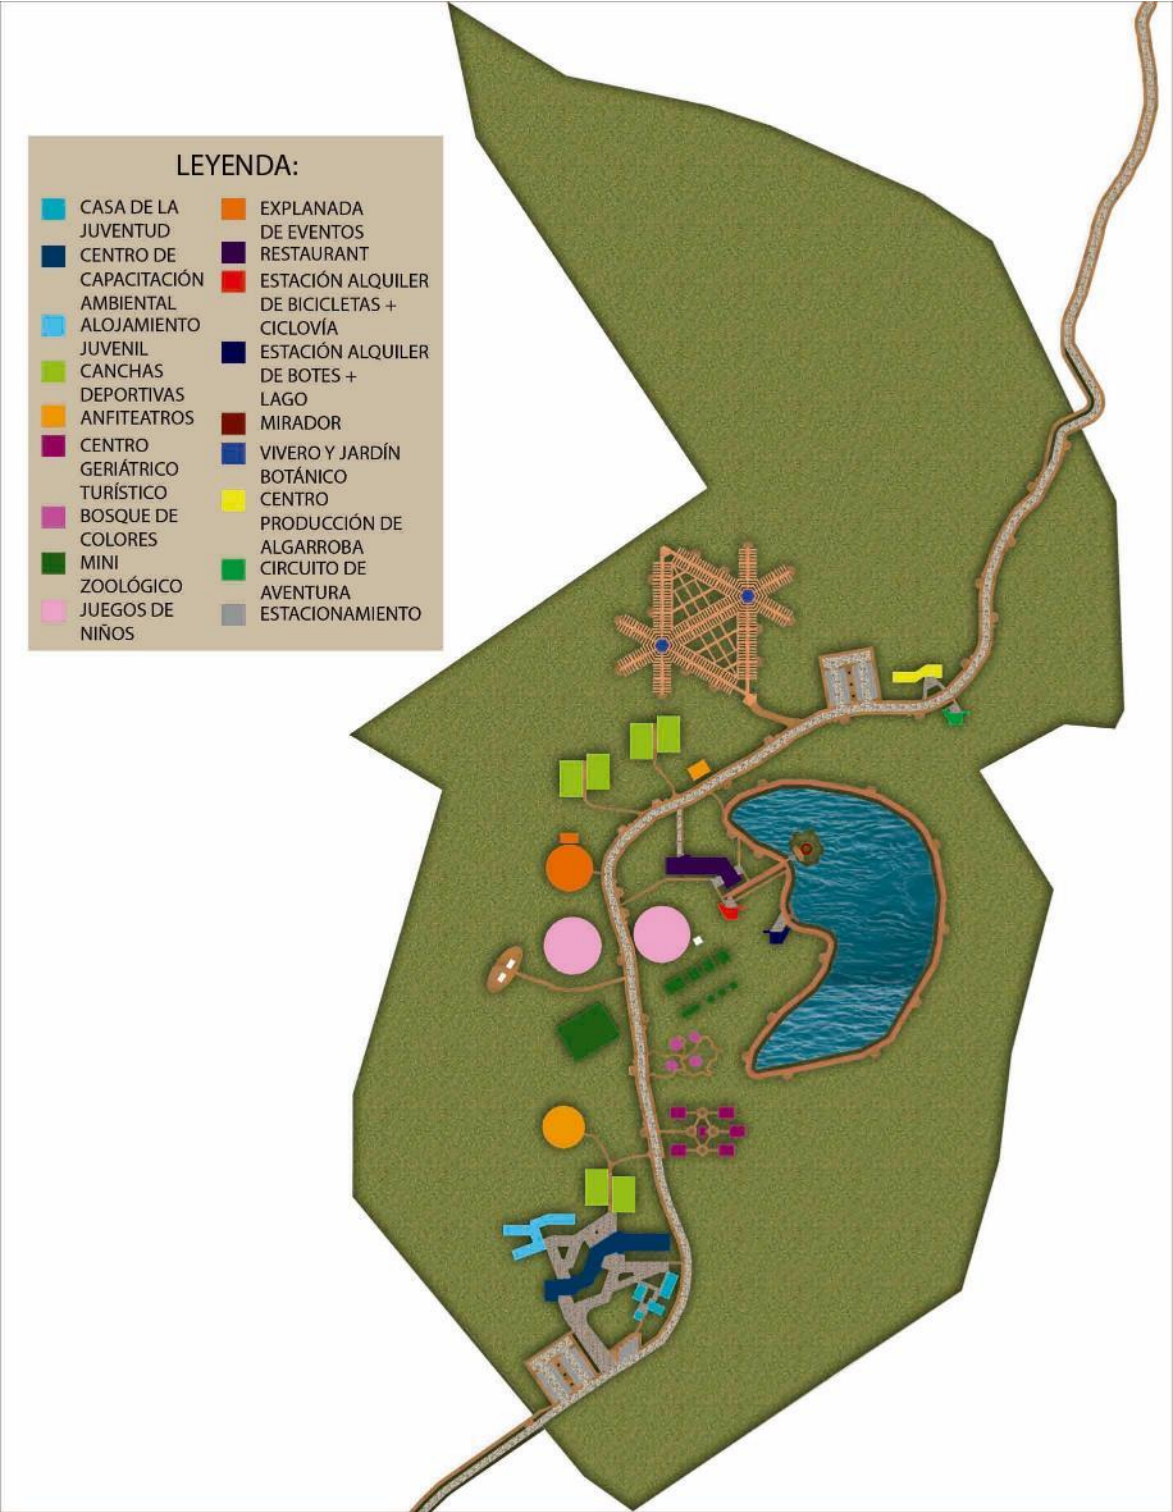 LEYENDA:
CASA DE LA
JUVENTUD
CENTRO DE
CAPACITACIÓN
AMBIENTAL
ALOJAMIENTO
JUVENIL
CANCHAS
DEPORTIVAS
ANFITEATROS
CENTRO
GERIÁTRICO
TURÍSTICO
BOSQUE DE
COLORES
MINI
ZOOLÓGICO
JUEGOS DE
NIÑOS
EXPLANADA
DE EVENTOS
RESTAURANT
ESTACIÓN ALQUILER
DE BICICLETAS +
CICLOVÍA
ESTACIÓN ALQUILER
DE BOTES +
LAGO
MIRADOR
VIVERO Y JARDÍN
BOTÁNICO
CENTRO
PRODUCCIÓN DE
ALGARROBA
CIRCUITO DE
AVENTURA
ESTACIONAMIENTO